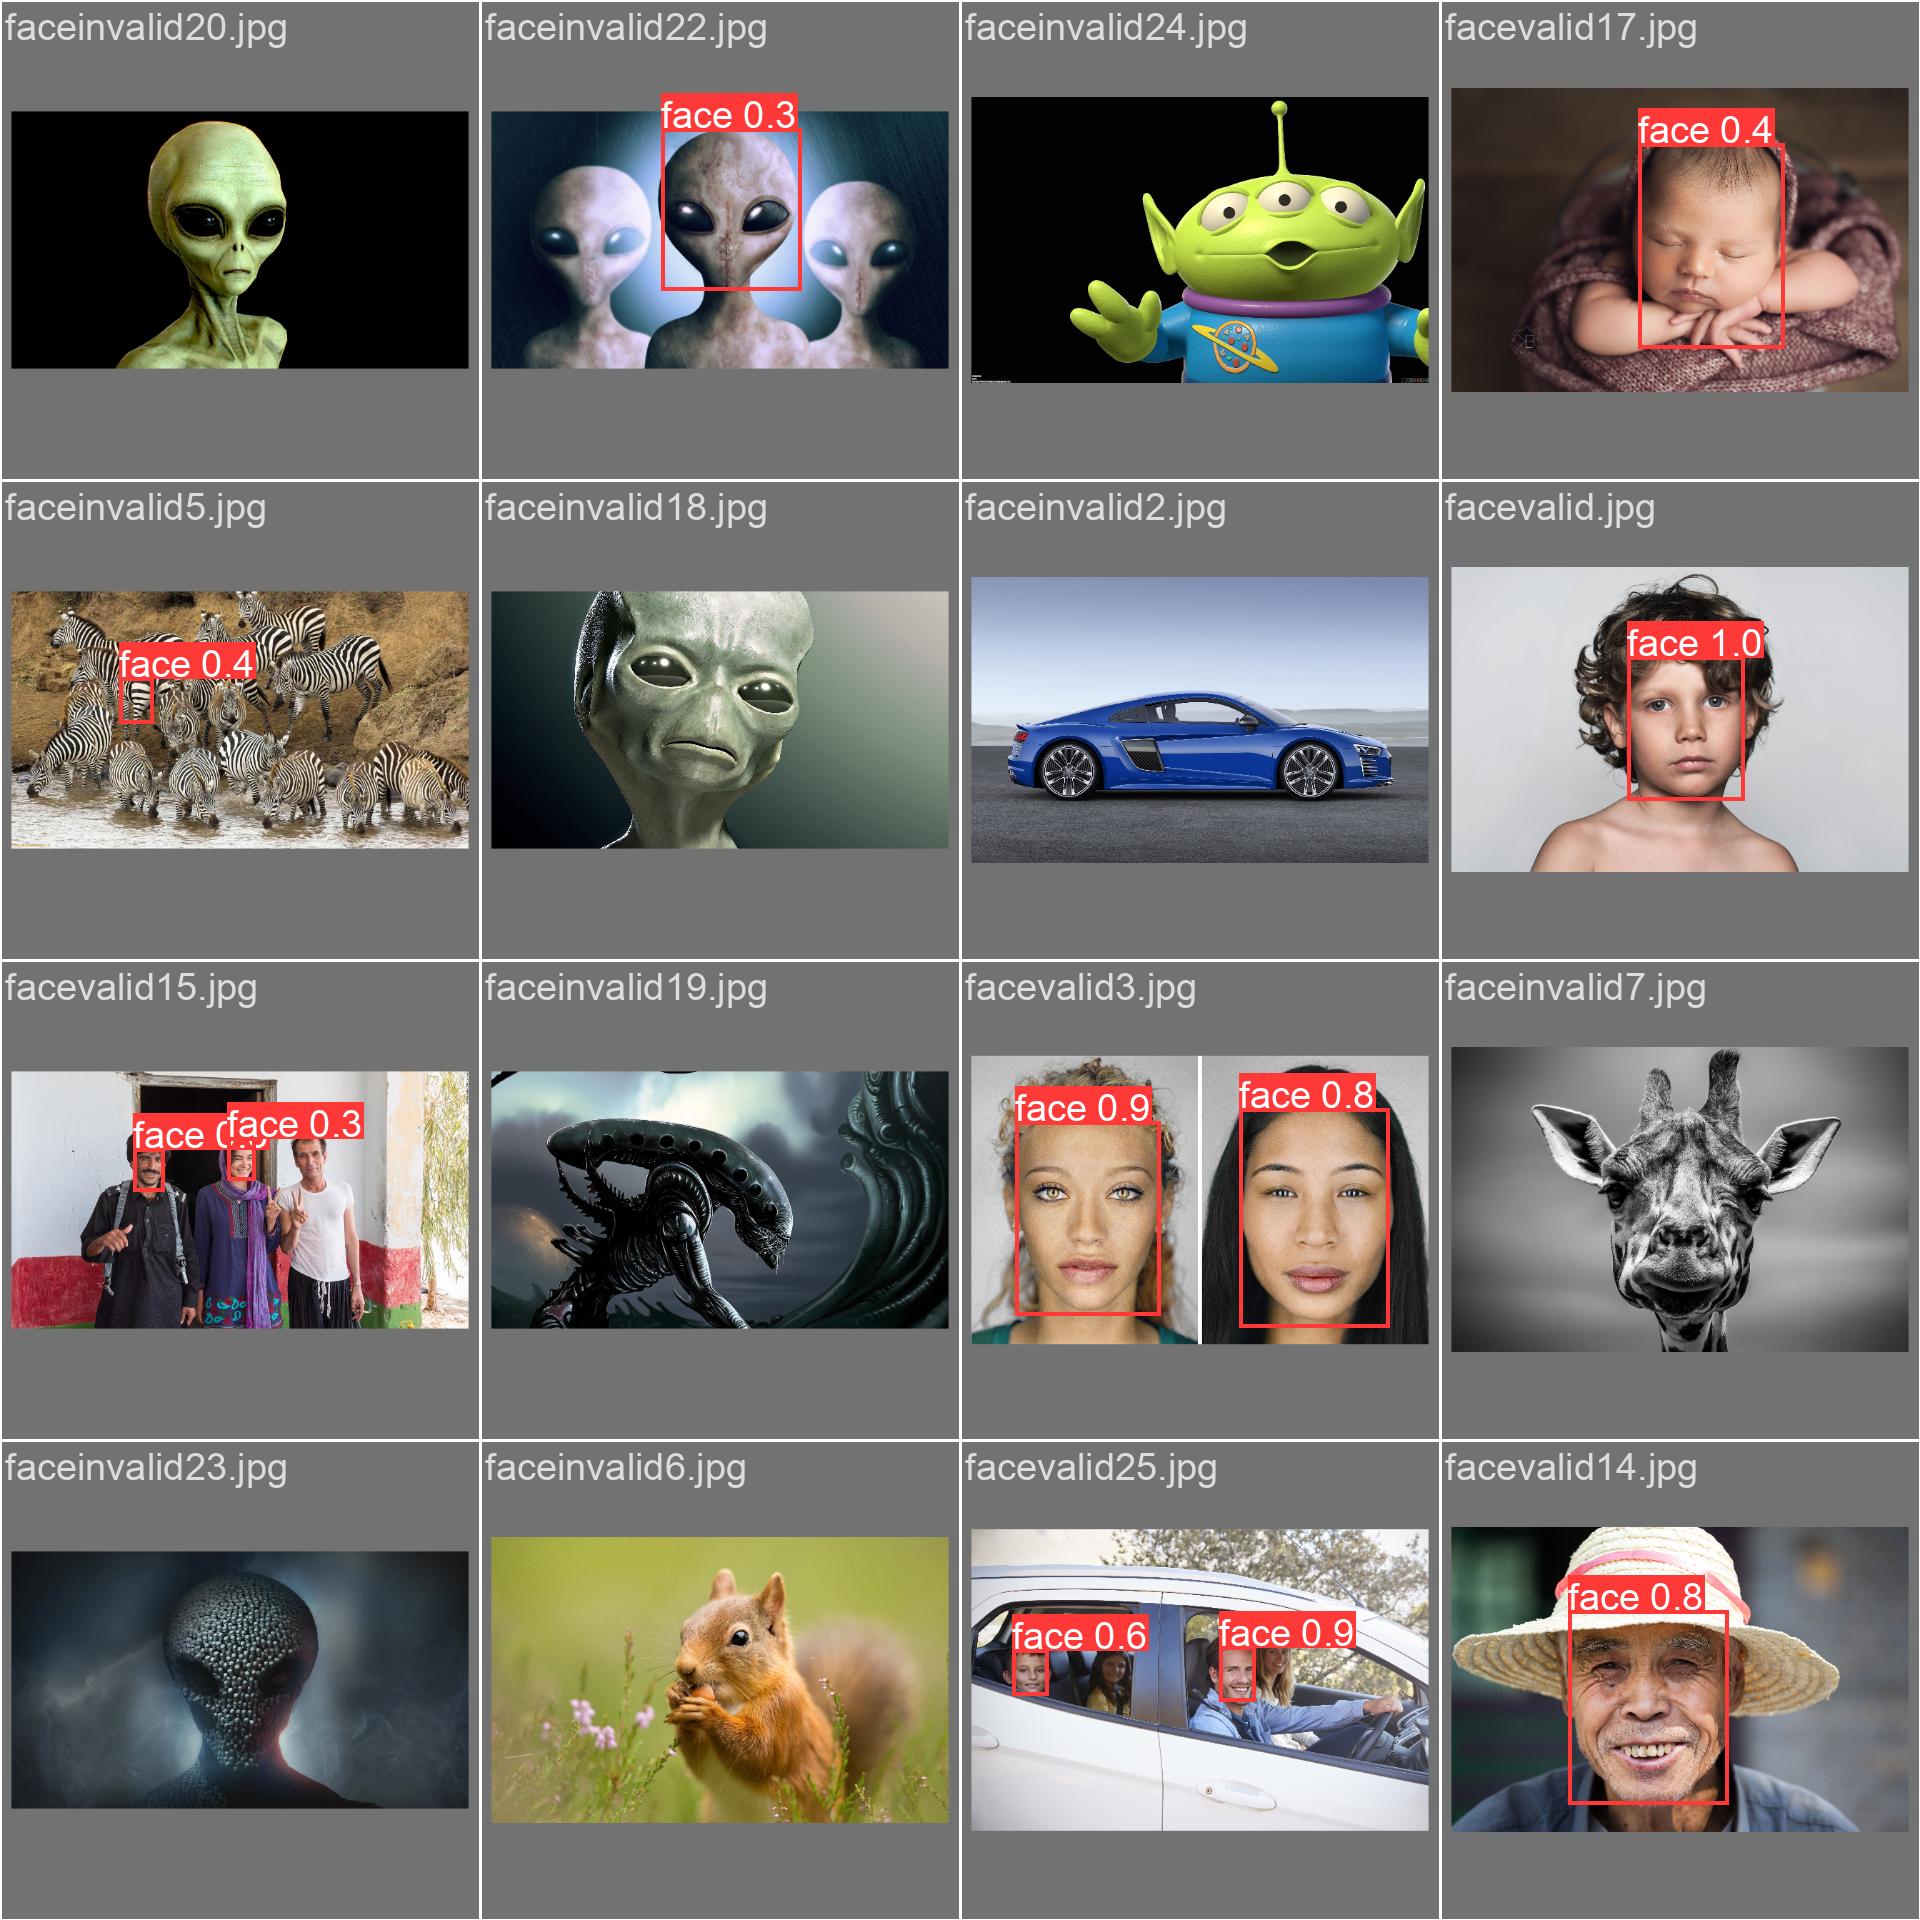 faceinvalid20.jpg
faceinvalid22.jpg
faceinvalid24.jpg
facevalid17.jpg
face 0.3
face 0.4
faceinvalid5.jpg
faceinvalid18.jpg
faceinvalid2.jpg
facevalid.jpg
face 0.4
face 1.0
facevalid15.jpg
faceinvalid19.jpg
facevalid3.jpg
faceinvalid7.jpg
face
face 0.3
face 0.9
face 0.8
faceinvalid23.jpg
faceinvalid6.jpg
facevalid25.jpg
facevalid14.jpg
face 0.6
face 0.9
face 0.8